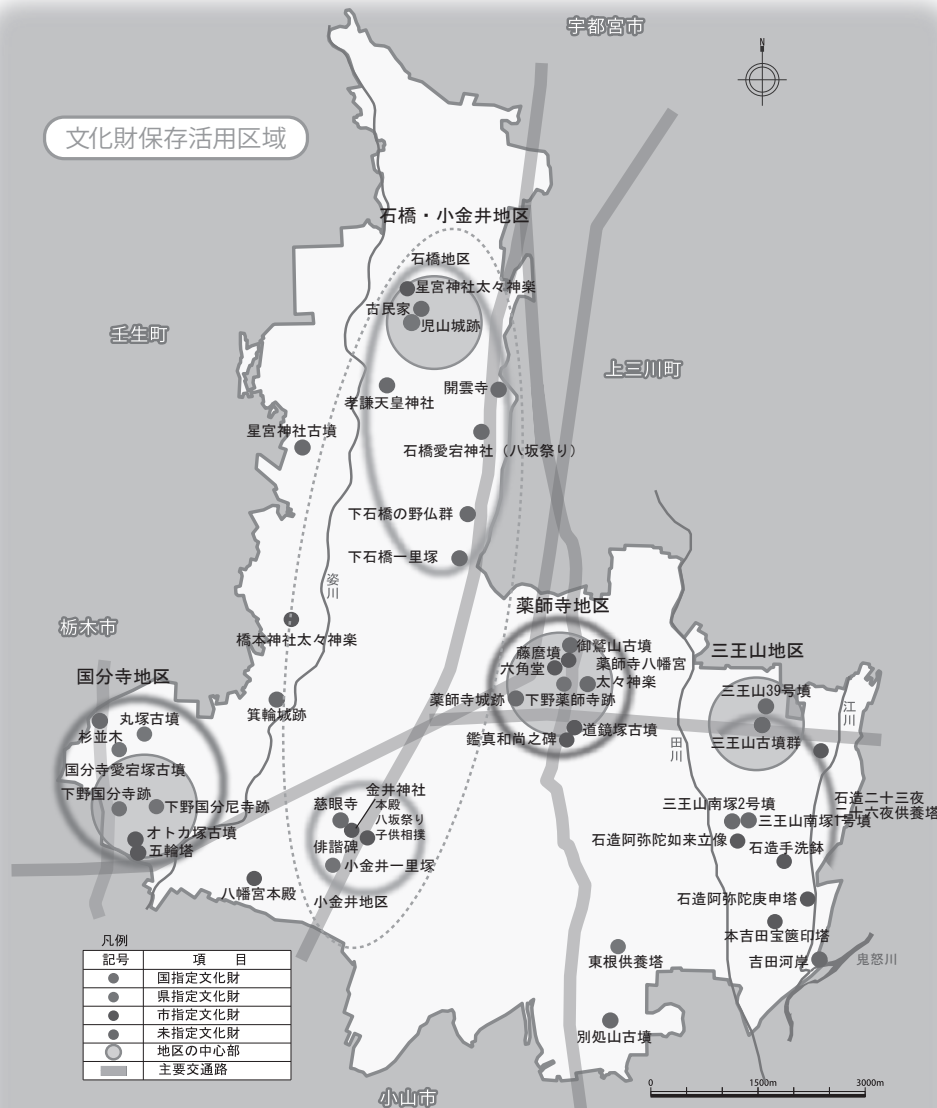 宇都宮市
N
文化財保存活用区域
石橋・小金井地区
石橋地区
星宮神社太々神楽
古民家
児山城跡
壬生町
上三川町
孝謙天皇神社
開雲寺
星宮神社古墳
石橋愛宕神社（八坂祭り）
下石橋の野仏群
下石橋一里塚
姿川
薬師寺地区
栃木市
橋本神社太々神楽
御鷲山古墳
藤麿墳
薬師寺八幡宮
太々神楽
六角堂
三王山地区
国分寺地区
三王山39号墳
薬師寺城跡
下野薬師寺跡
江川
箕輪城跡
丸塚古墳
杉並木
道鏡塚古墳
鑑真和尚之碑
田川
三王山古墳群
国分寺愛宕塚古墳
金井神社
本殿
八坂祭り
子供相撲
下野国分寺跡
下野国分尼寺跡
慈眼寺
三王山南塚2号墳
三王山南塚1号墳
石造二十三夜
二十六夜供養塔
オトカ塚古墳
五輪塔
俳諧碑
石造阿弥陀如来立像
石造手洗鉢
小金井一里塚
八幡宮本殿
小金井地区
石造阿弥陀庚申塔
本吉田宝篋印塔
凡例
記号 項 目
国指定文化財
県指定文化財
市指定文化財
未指定文化財
地区の中心部
主要交通路
東根供養塔
吉田河岸
鬼怒川
別処山古墳
小山市
0 1500m 3000m